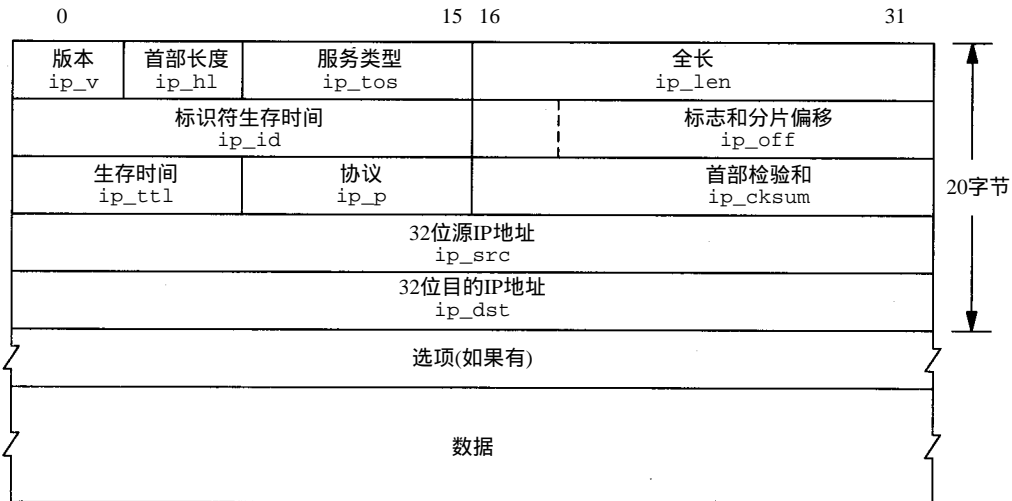 0 15 16 31
版本 首部长度 服务类型 全长
ip_v ip_hl ip_tos ip_len
标识符生存时间 标志和分片偏移
ip_id ip_off
生存时间 协议 首部检验和
ip_ttl ip_p ip_cksum
20字节
32位源IP地址
ip_src
32位目的IP地址
ip_dst
选项(如果有)
数据